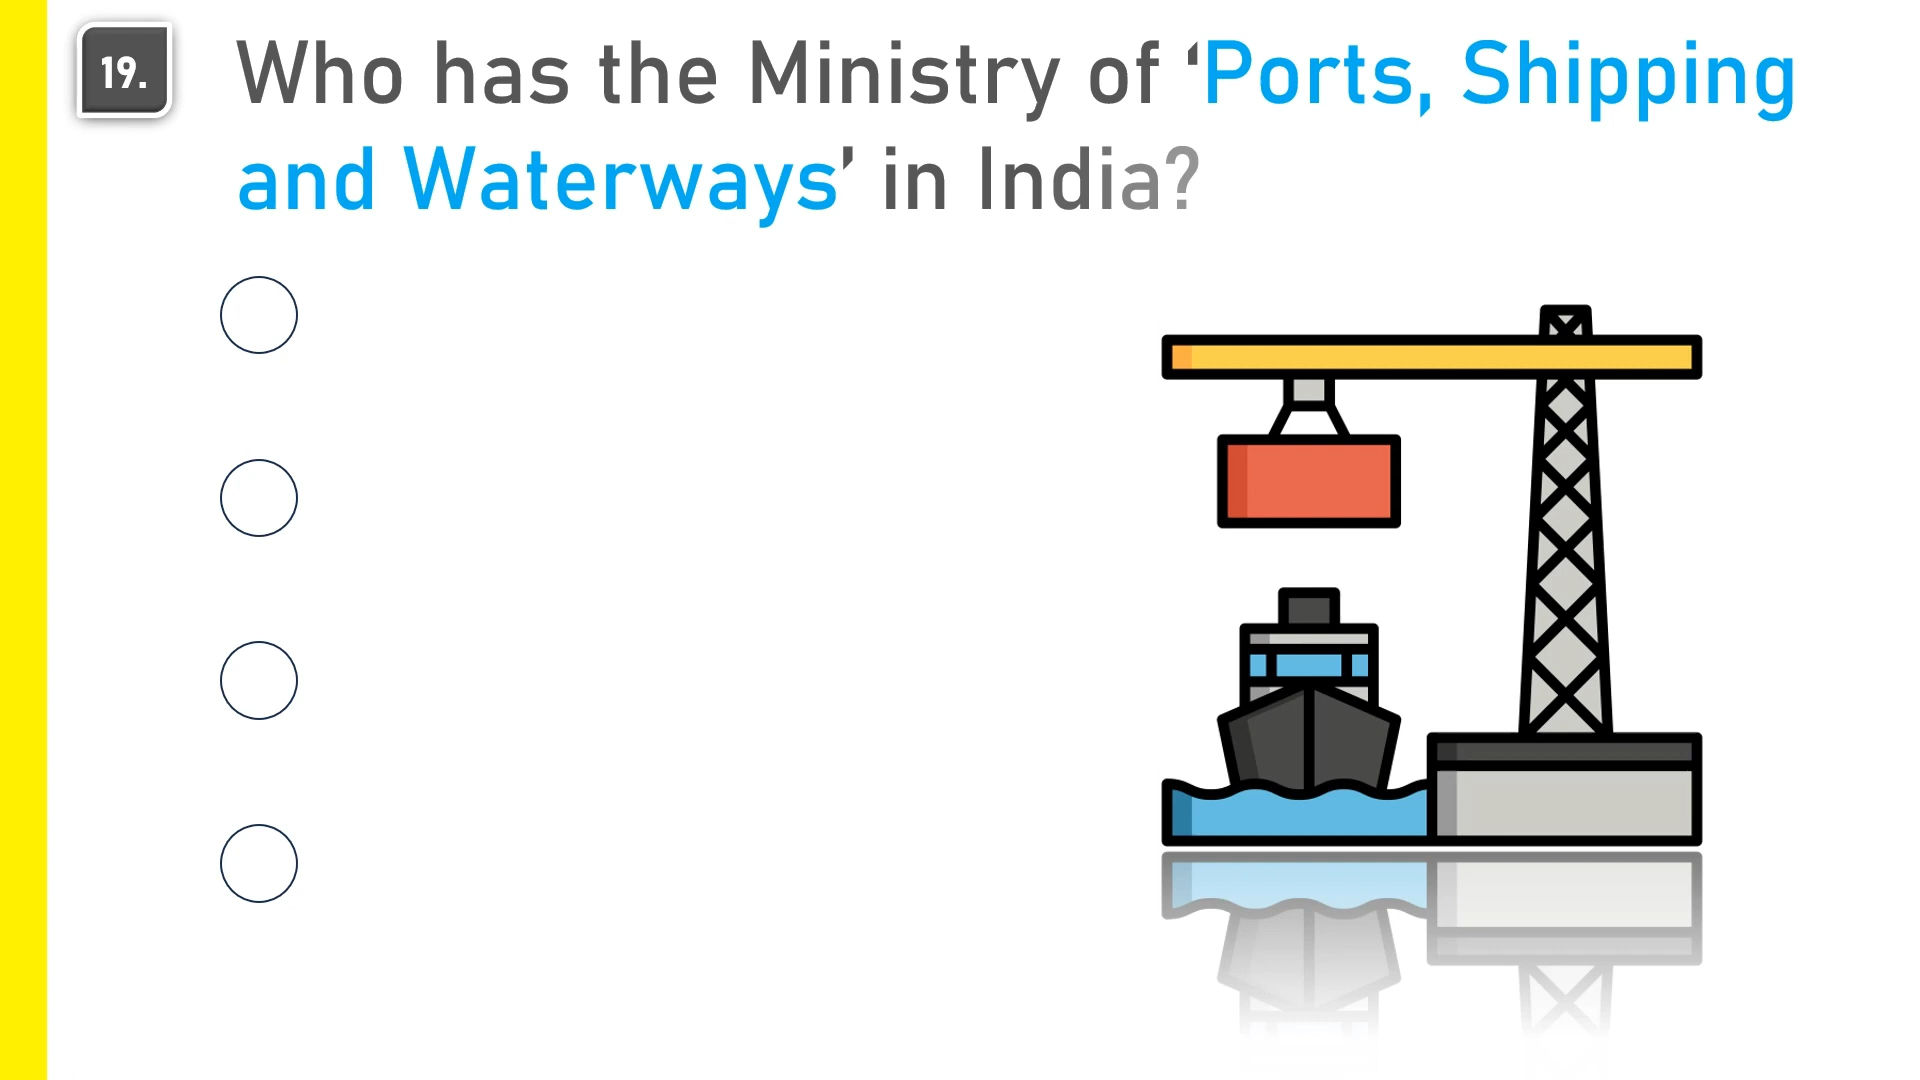 19.
Who has the Ministry of ‘Ports, Shipping
and Waterways’ in India?